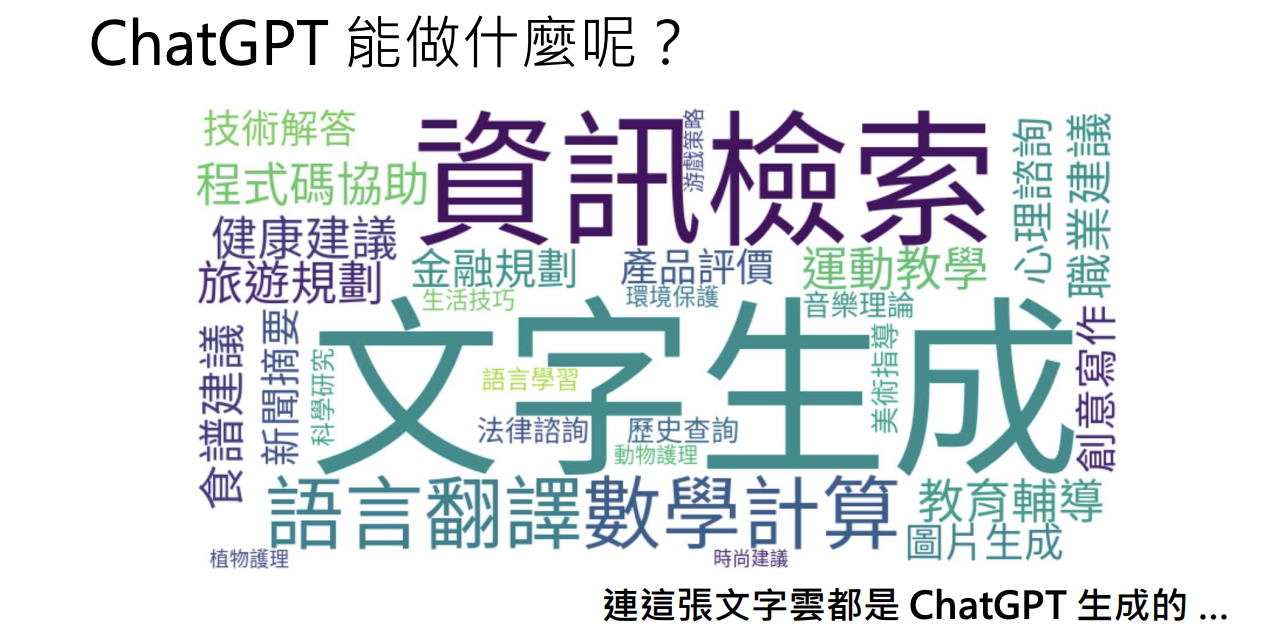 ChatGPT 能做什麼呢？
技術解答
資訊檢索
游戲策略
心理諮詢
職業建議
程式碼協助
健康建議
旅遊規劃
金融規劃
產品評價
運動教學
生活技巧
環境保護
音樂理論
食譜建議
新聞摘要
科學研究
文字生成
語言學習
美術指導
創意寫作
法律諮詢
歷史查詢
動物護理
語言翻譯
數學計算
教育輔導
圖片生成
植物護理
時尚建議
連這張文字雲都是 ChatGPT 生成的 ...